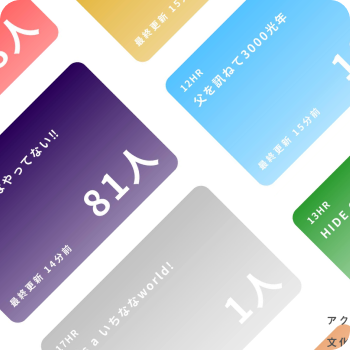 人
最終更新 15
12HR
父を訊ねて3000光年
1
最終更新 15分前
やってない!!
81人
最終更新 14分前
13HR
HIDE
17HR
a いちななworld!
1人
アク
文化